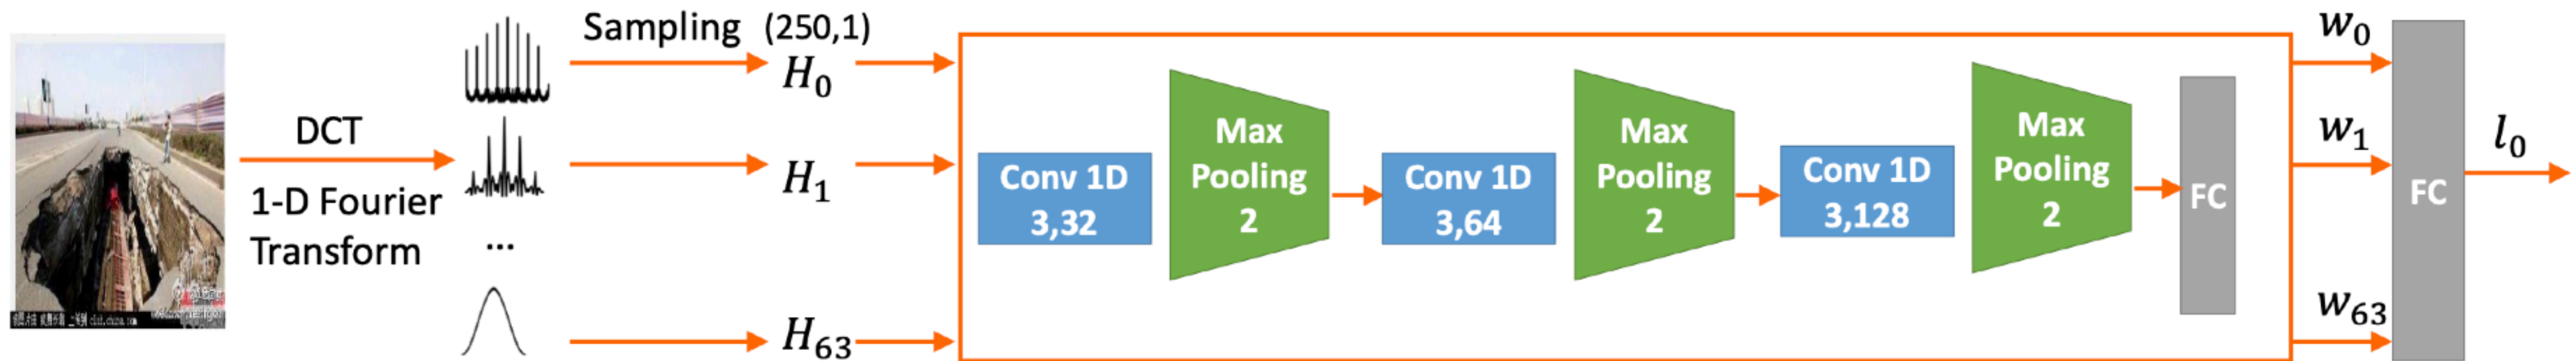 DCT
1-D Fourier
Transform
...
Sampling (250,1)
H₀
H₁
H₆₃
Conv 1D
3,32
Max
Pooling
2
Conv 1D
3,64
Max
Pooling
2
Conv 1D
3,128
Max
Pooling
2
FC
w₀
w₁
w₆₃
FC
l₀